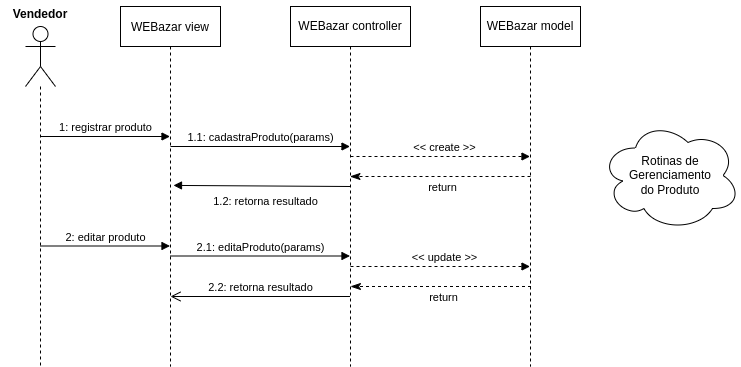 Vendedor
WEBazar view
WEBazar controller
WEBazar model
1: registrar produto
1.1: cadastraProduto(params)
<< create >>
return
1.2: retorna resultado
2: editar produto
2.1: editaProduto(params)
<< update >>
2.2: retorna resultado
return
Rotinas de
Gerenciamento
do Produto